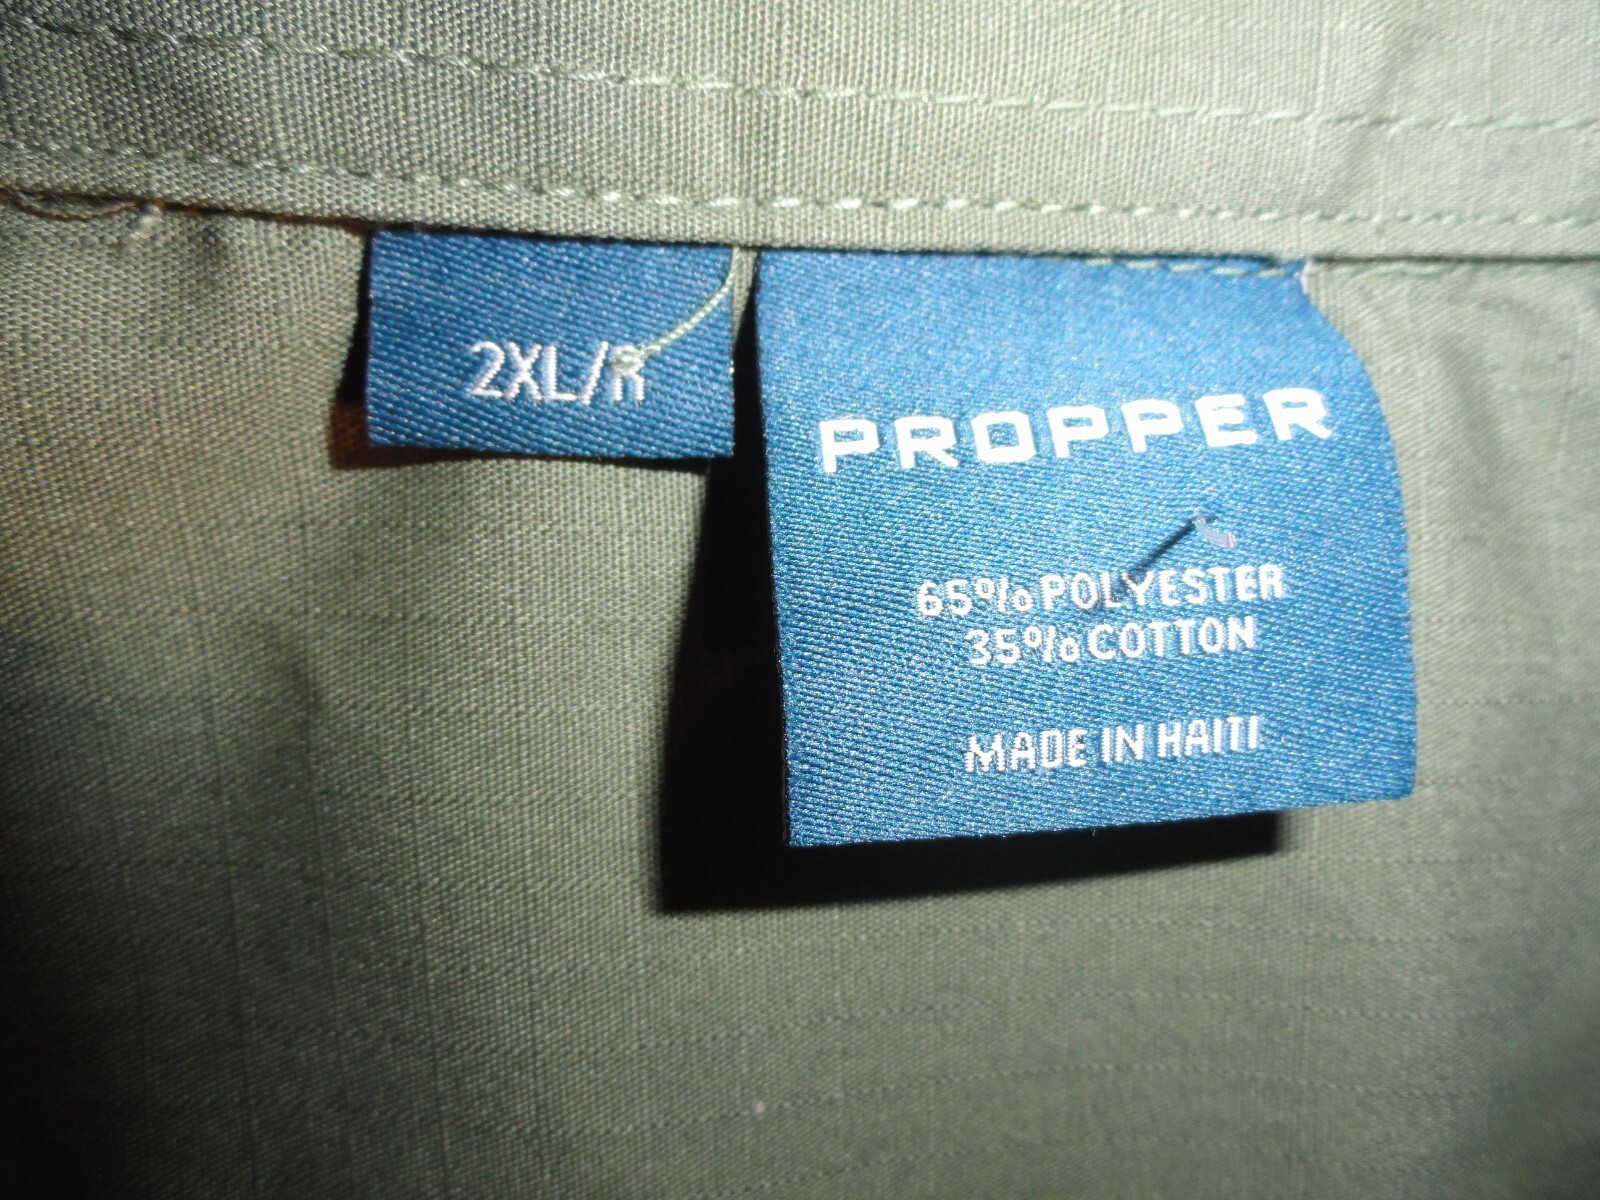 2XL/R
PROPPER
65% POLYESTER
35% COTTON
MADE IN HAITI